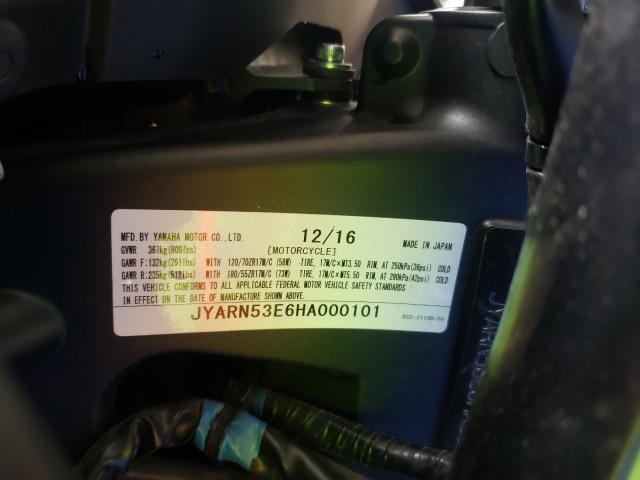 MFD. BY YAMAHA MOTOR CO., LTD. 12/16 MADE IN JAPAN
GVWR 367kg(809lbs) [MOTORCYCLE]
GAWR F:132kg(291lbs) WITH 120/70ZR17M/C (58W) -TIRE, 17M/C×MT3.50 RIM, AT 250kPa(36psi) COLD
GAWR R:235kg(518lbs) WITH 180/55ZR17M/C (73W) -TIRE, 17M/C×MT5.50 RIM, AT 290kPa(42psi) COLD
THIS VEHICLE CONFORMS TO ALL APPLICABLE FEDERAL MOTOR VEHICLE SAFETY STANDARDS
IN EFFECT ON THE DATE OF MANUFACTURE SHOWN ABOVE.
JYARN53E6HA000101